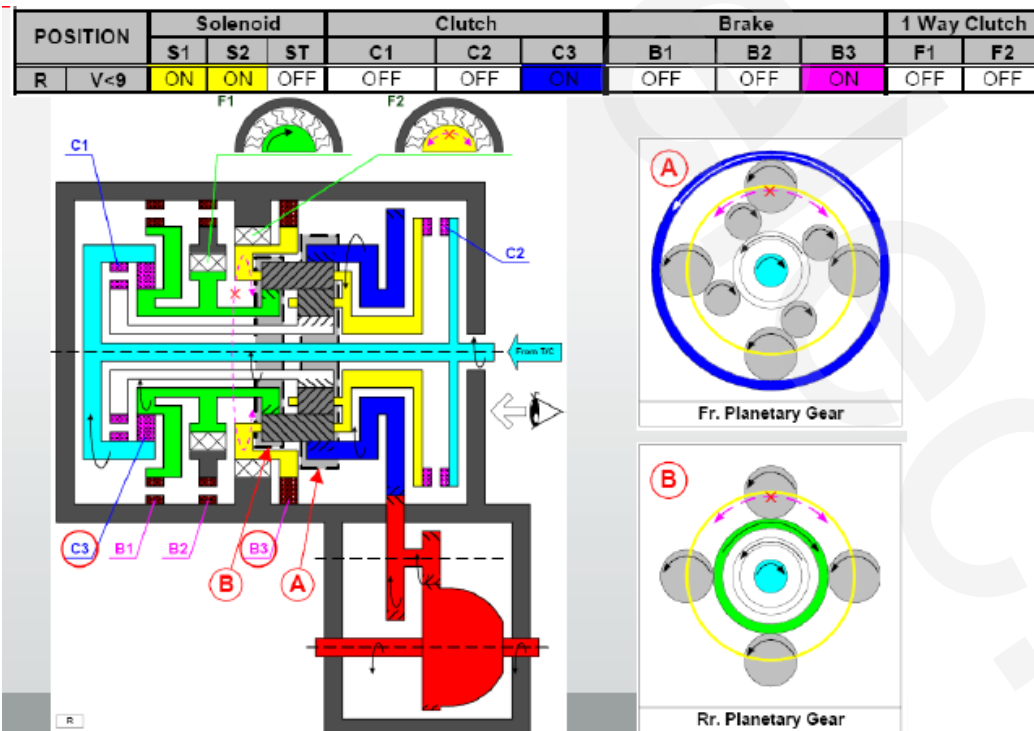 POSITION Solenoid Clutch Brake 1 Way Clutch
S1 S2 ST C1 C2 C3 B1 B2 B3 F1 F2
R V<9 ON ON OFF OFF OFF ON OFF OFF ON OFF OFF
F1 F2
C1
C2
From T/C
C3 B1 B2 B3
B A
R
A
Fr. Planetary Gear
B
Rr. Planetary Gear